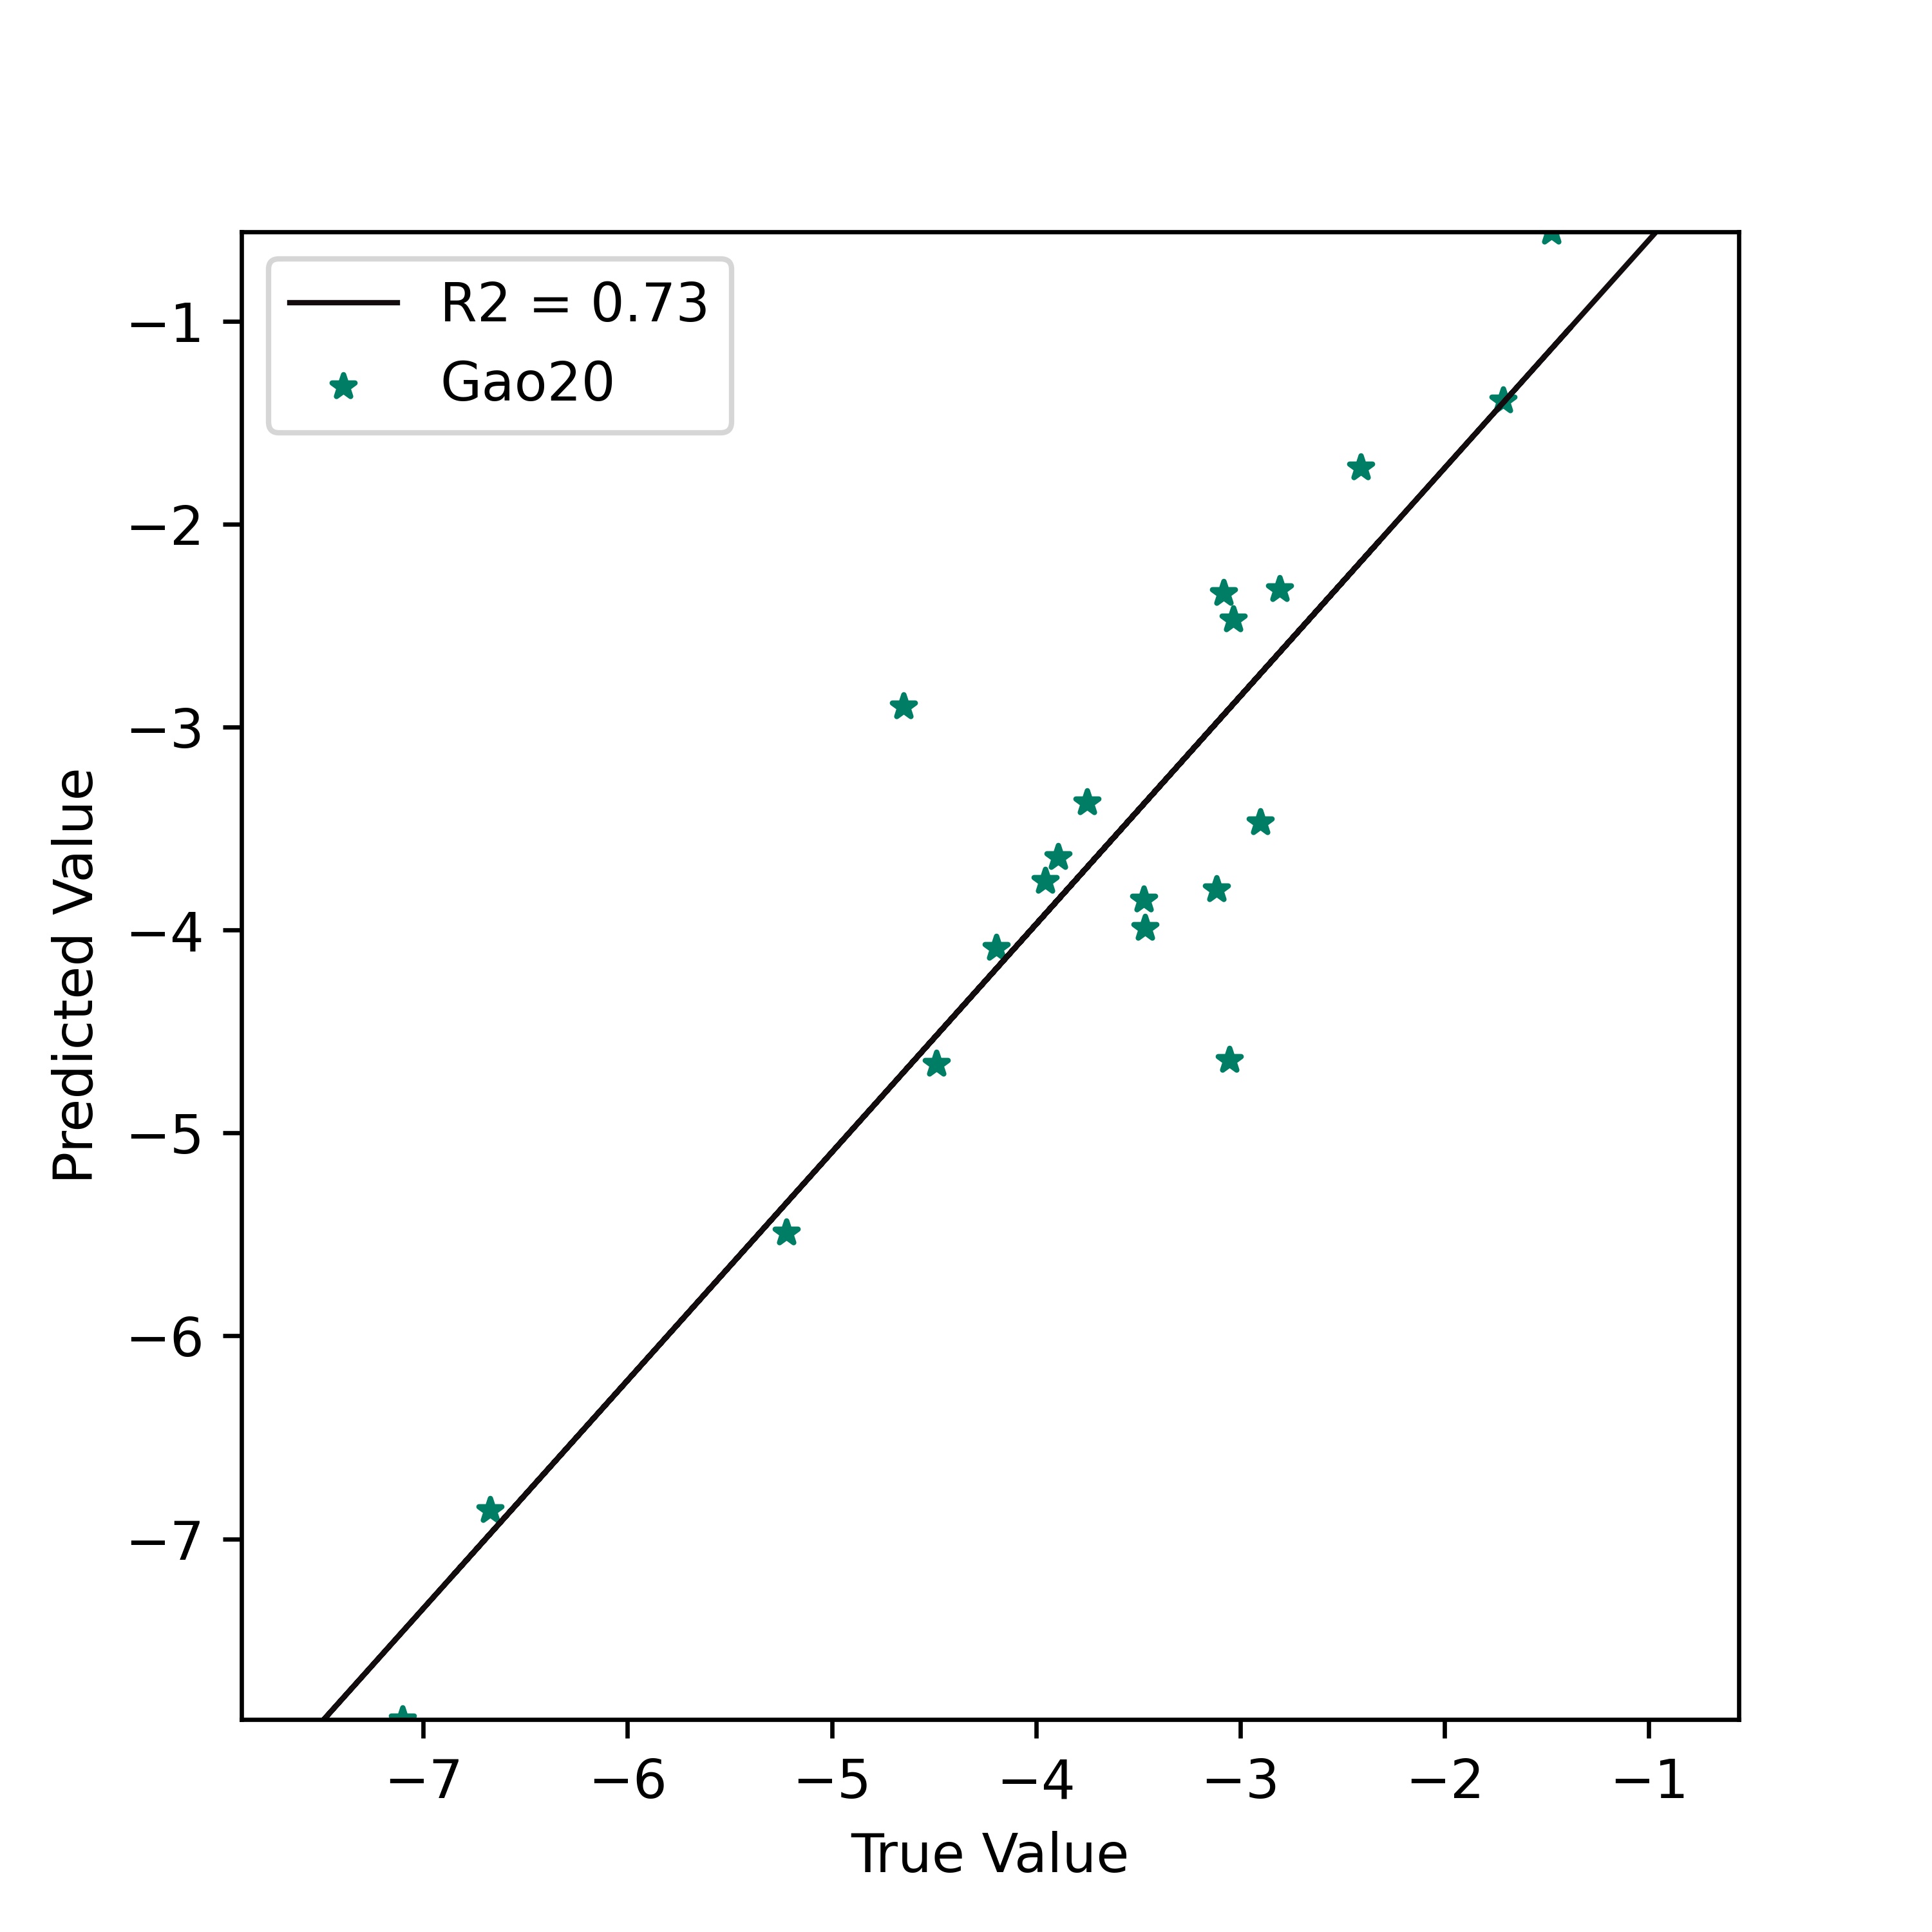 R2 = 0.73
Gao20
−1
−2
−3
−4
−5
−6
−7
Predicted Value
−7 −6 −5 −4 −3 −2 −1
True Value